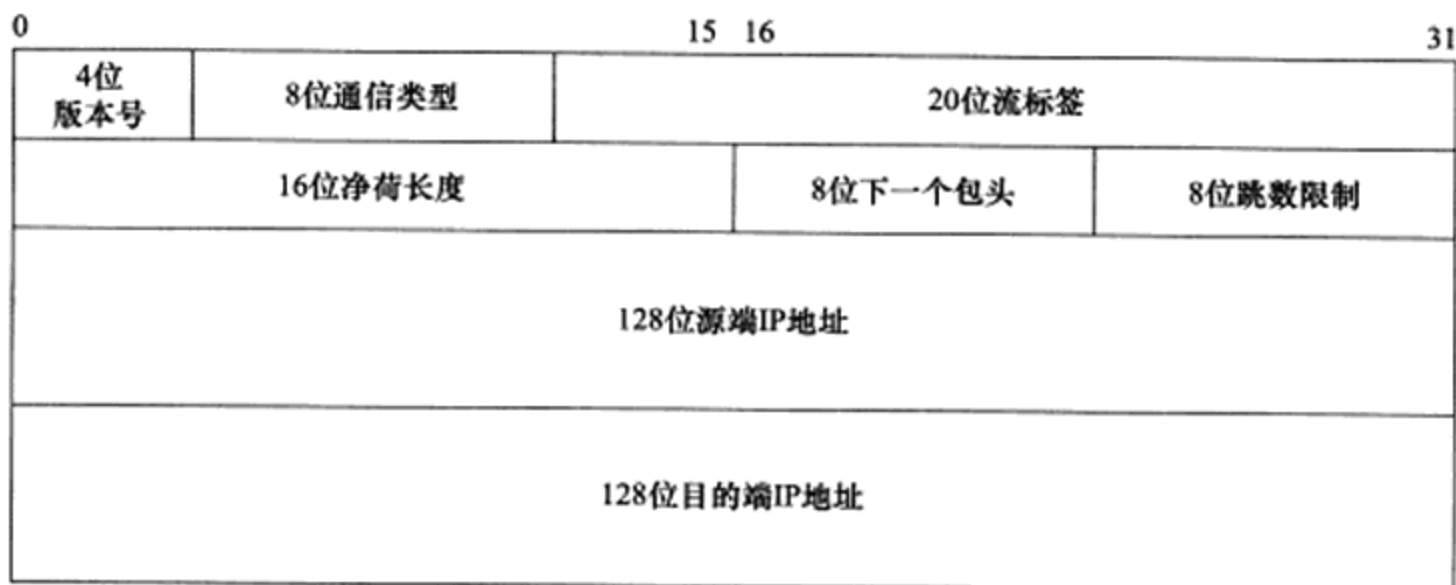 0 15 16 31
4位
版本号
8位通信类型
20位流标签
16位净荷长度
8位下一个包头
8位跳数限制
128位源端IP地址
128位目的端IP地址